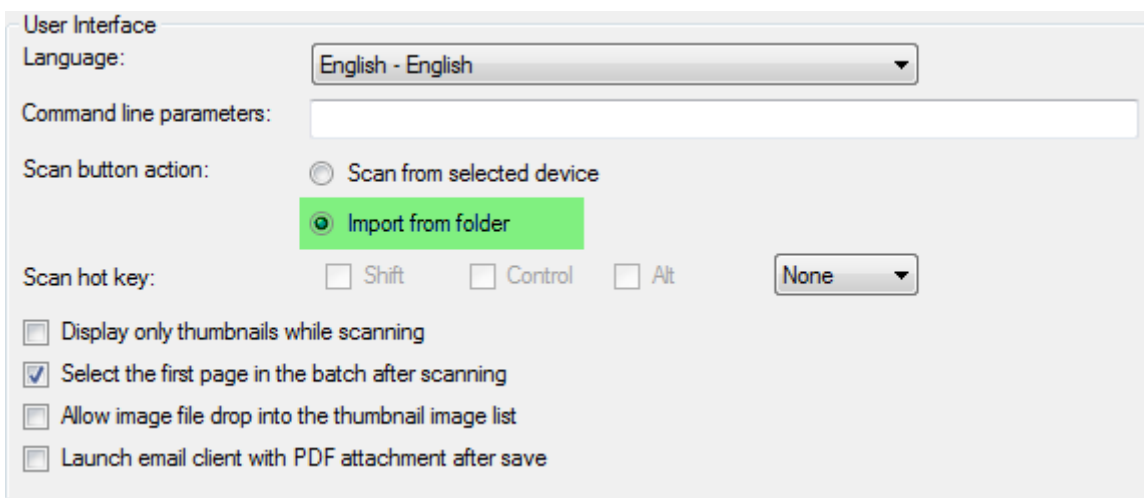 User Interface
Language: English - English
Command line parameters:
Scan button action: Scan from selected device
Import from folder
Scan hot key: Shift Control Alt None
Display only thumbnails while scanning
Select the first page in the batch after scanning
Allow image file drop into the thumbnail image list
Launch email client with PDF attachment after save